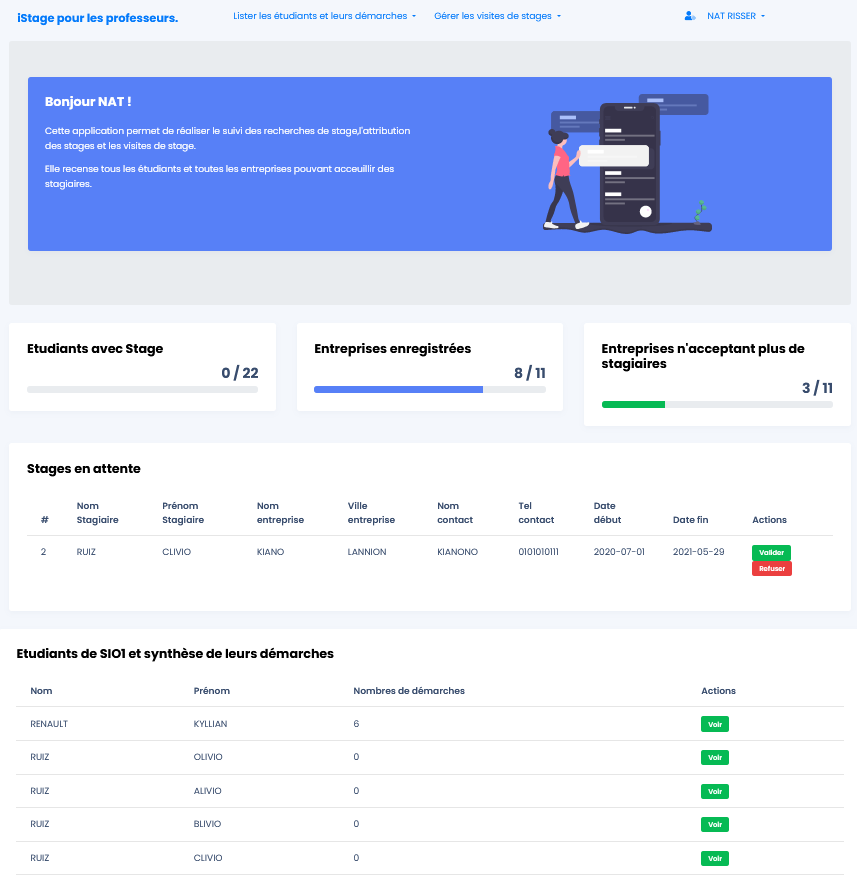 iStage pour les professeurs.
Lister les étudiants et leurs démarches
Gérer les visites de stages
NAT RISSER
Bonjour NAT !
Cette application permet de réaliser le suivi des recherches de stage,l'attribution
des stages et les visites de stage.
Elle recense tous les étudiants et toutes les entreprises pouvant acceuillir des
stagiaires.
Etudiants avec Stage
0 / 22
Entreprises enregistrées
8 / 11
Entreprises n'acceptant plus de
stagiaires
3 / 11
Stages en attente
# Nom Stagiaire Prénom Stagiaire Nom entreprise Ville entreprise Nom contact Tel contact Date début Date fin Actions
2 RUIZ CLIVIO KIANO LANNION KIANONO 0101010111 2020-07-01 2021-05-29 Valider
Refuser
Etudiants de SIO1 et synthèse de leurs démarches
Nom Prénom Nombres de démarches Actions
RENAULT KYLLIAN 6 Voir
RUIZ OLIVIO 0 Voir
RUIZ ALIVIO 0 Voir
RUIZ BLIVIO 0 Voir
RUIZ CLIVIO 0 Voir